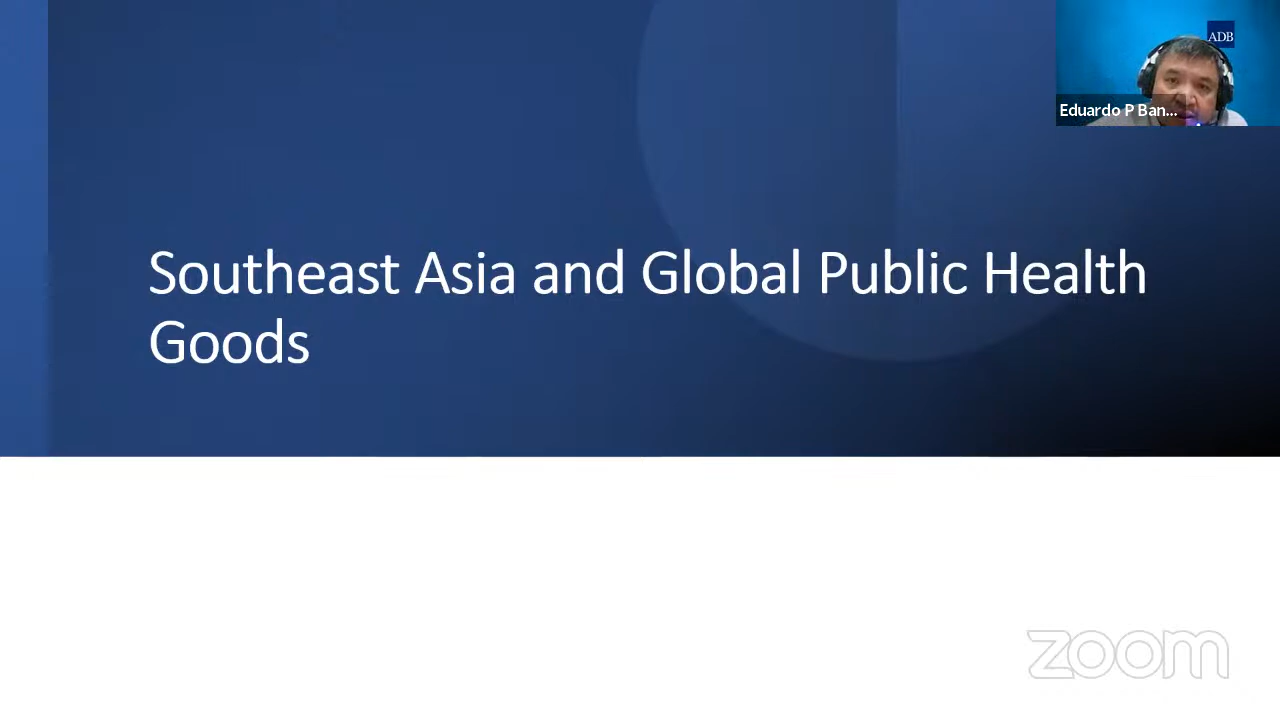 ADB
Eduardo P Ban...
Southeast Asia and Global Public Health
Goods
zoom